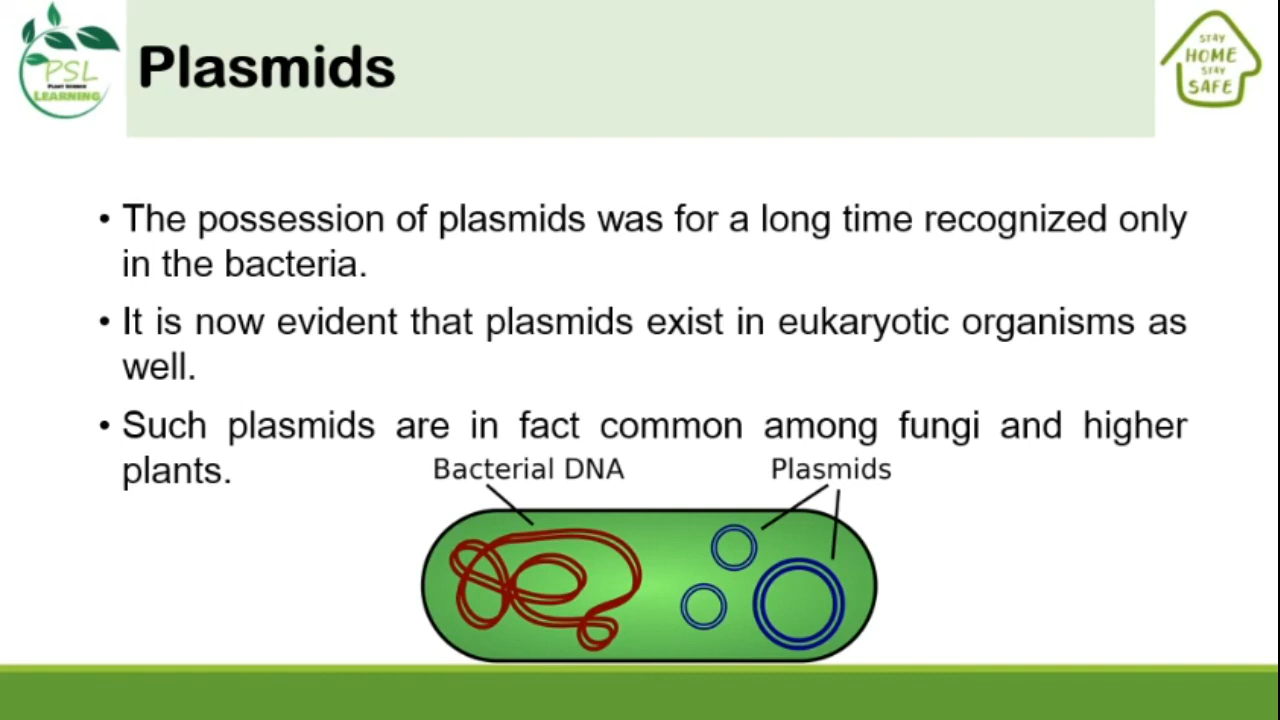 PSL
PLANT SCIENCE
LEARNING
Plasmids
STAY
HOME
STAY
SAFE
• The possession of plasmids was for a long time recognized only
in the bacteria.
• It is now evident that plasmids exist in eukaryotic organisms as
well.
• Such plasmids are in fact common among fungi and higher
plants.
Bacterial DNA
Plasmids